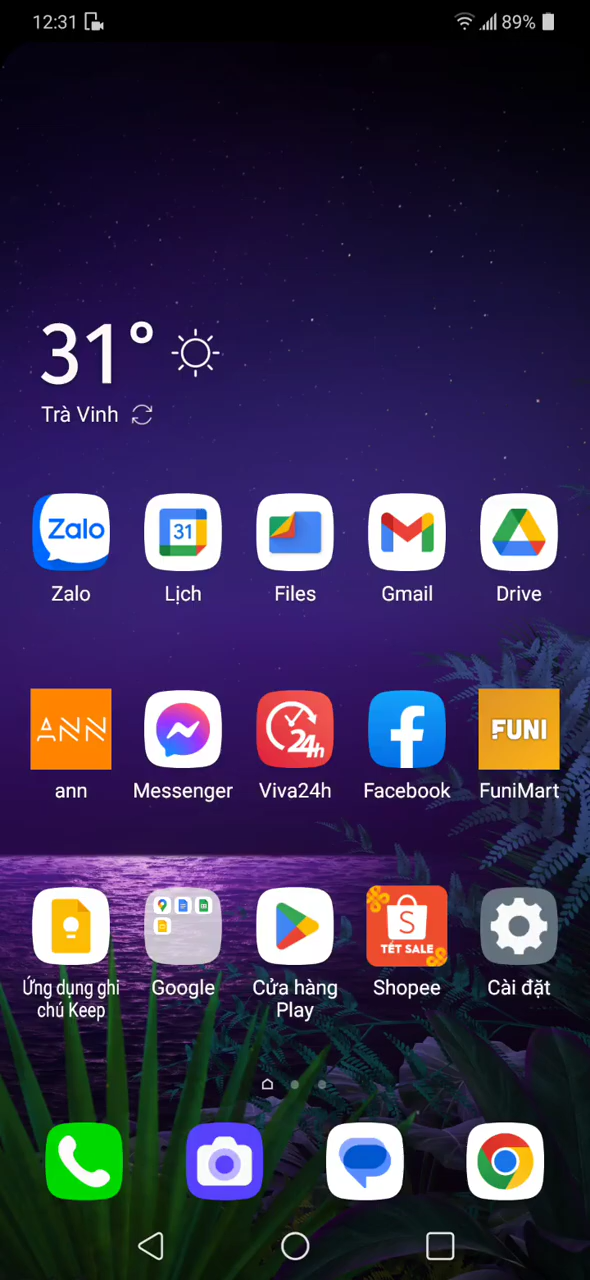 12:31
89%
31°
Trà Vinh
Zalo
31
Zalo
Lịch
Files
Gmail
Drive
ANN
24h
FUNI
ann
Messenger
Viva24h
Facebook
FuniMart
S
TẾT SALE
Ứng dụng ghi
chú Keep
Google
Cửa hàng
Play
Shopee
Cài đặt